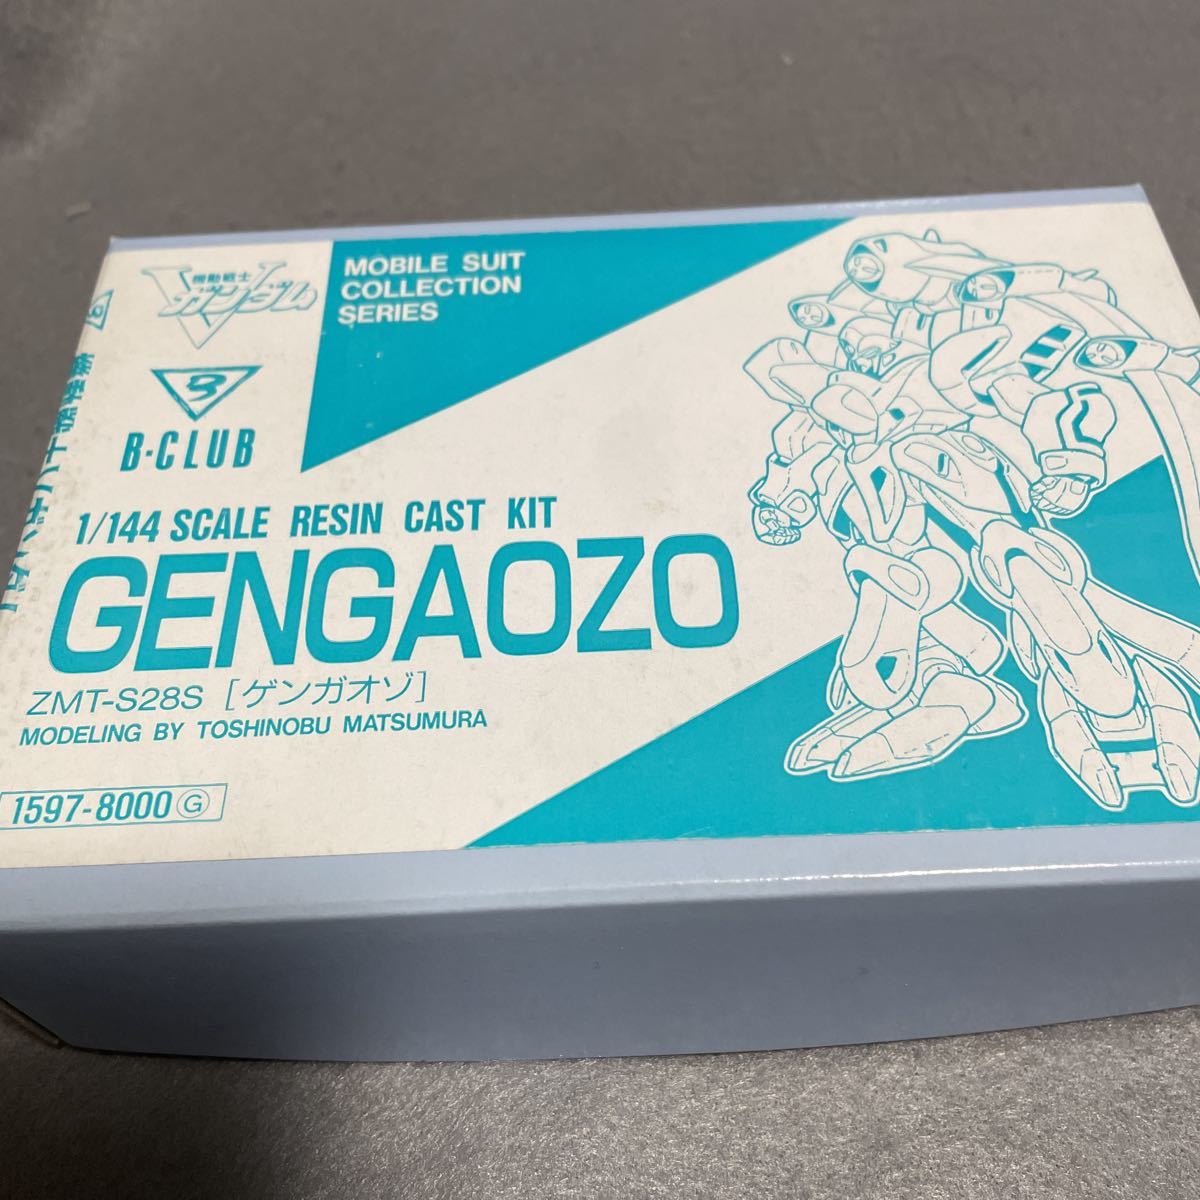 機動戦士
Vガンダム
MOBILE SUIT
COLLECTION
SERIES
B
B-CLUB
1/144 SCALE RESIN CAST KIT
GENGAOZO
ZMT-S28S [ゲンガオゾ]
MODELING BY TOSHINOBU MATSUMURA
1597-8000 G